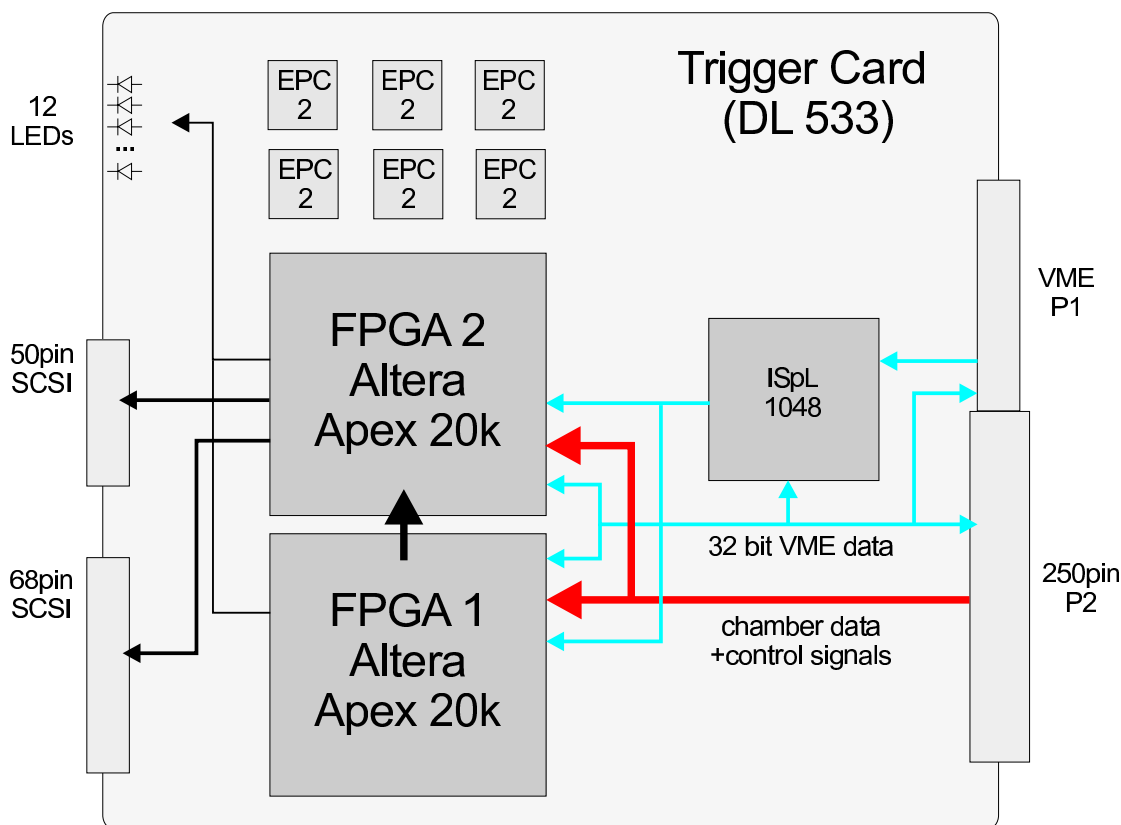 Trigger Card
(DL 533)
12
LEDs
...
EPC
2
EPC
2
EPC
2
EPC
2
EPC
2
EPC
2
VME
P1
FPGA 2
Altera
Apex 20k
50pin
SCSI
ISpL
1048
32 bit VME data
68pin
SCSI
250pin
P2
FPGA 1
Altera
Apex 20k
chamber data
+control signals